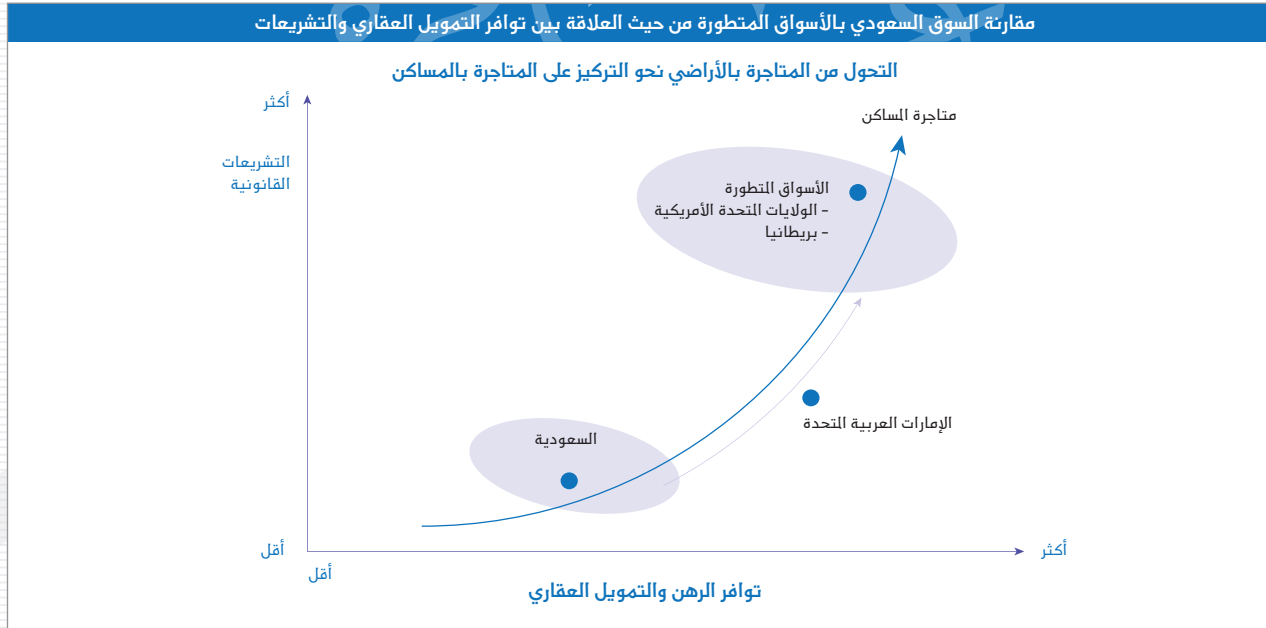 مقارنة السوق السعودي بالأسواق المتطورة من حيث العلاقة بين توافر التمويل العقاري والتشريعات
التحول من المتاجرة بالأراضي نحو التركيز على المتاجرة بالمساكن
أكثر
متاجرة المساكن
التشريعات
القانونية
الأسواق المتطورة
- الولايات المتحدة الأمريكية
- بريطانيا
الإمارات العربية المتحدة
السعودية
أقل
أكثر
أقل
توافر الرهن والتمويل العقاري